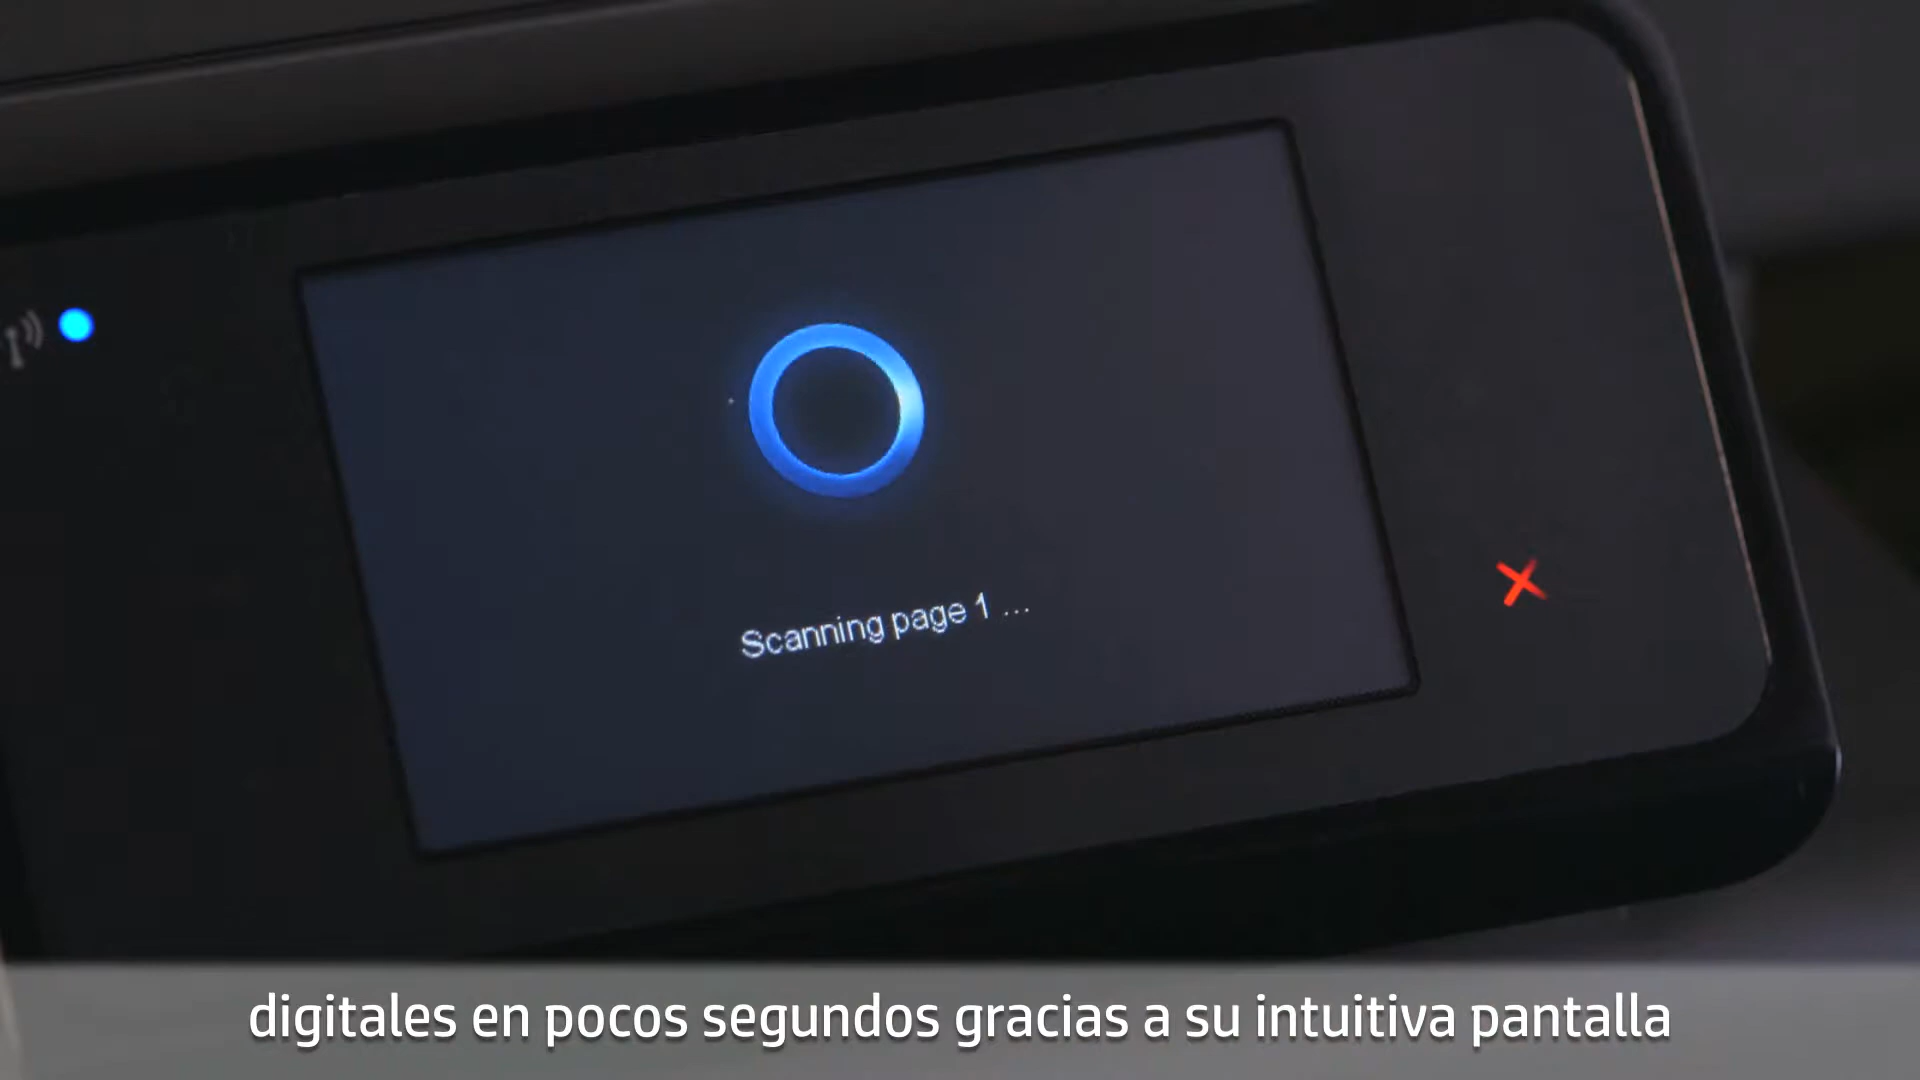 Scanning page 1 ...
digitales en pocos segundos gracias a su intuitiva pantalla